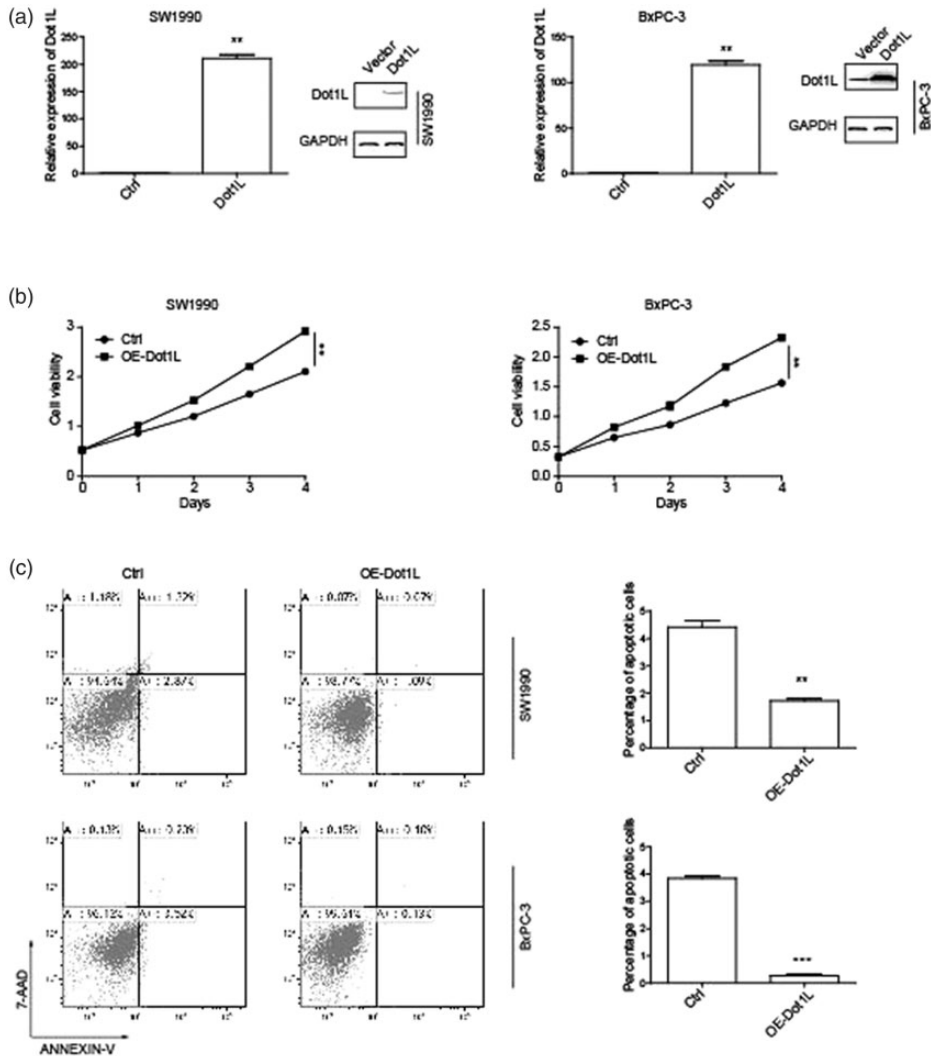 (a)
SW1990
Relative expression of Dot1L
250
200
150
100
50
0
**
Ctrl
Dot1L
Vector
Dot1L
Dot1L
GAPDH
SW1990
BxPC-3
Relative expression of Dot1L
150
100
50
0
**
Ctrl
Dot1L
Vector
Dot1L
Dot1L
GAPDH
BxPC-3
(b)
SW1990
Cell viability
3
2
1
0
Ctrl
OE-Dot1L
**
0 1 2 3 4
Days
BxPC-3
Cell viability
2.5
2.0
1.5
1.0
0.5
0.0
Ctrl
OE-Dot1L
**
0 1 2 3 4
Days
(c)
Ctrl
OE-Dot1L
SW1990
Percentage of apoptotic cells
5
4
3
2
1
0
**
Ctrl
OE-Dot1L
BxPC-3
Percentage of apoptotic cells
5
4
3
2
1
0
***
Ctrl
OE-Dot1L
7-AAD
ANNEXIN-V